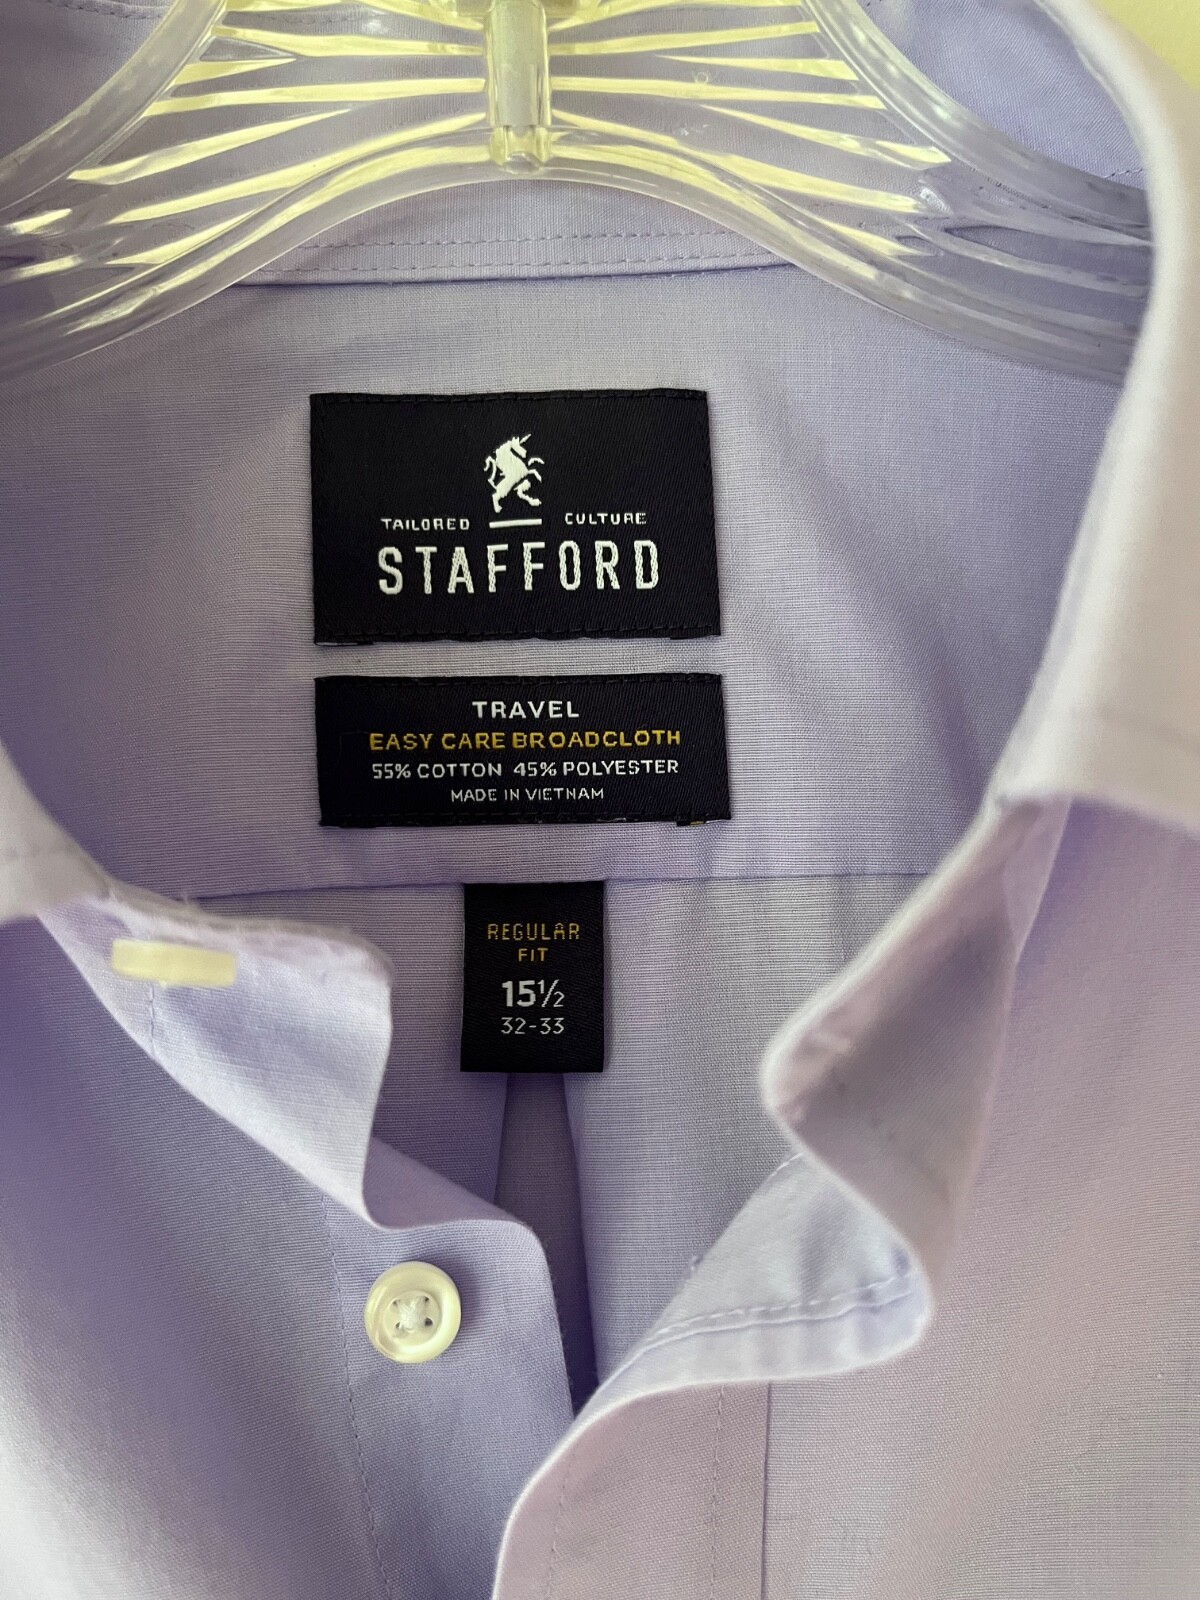 TAILORED CULTURE
STAFFORD
TRAVEL
EASY CARE BROADCLOTH
55% COTTON 45% POLYESTER
MADE IN VIETNAM
REGULAR
FIT
15½
32-33